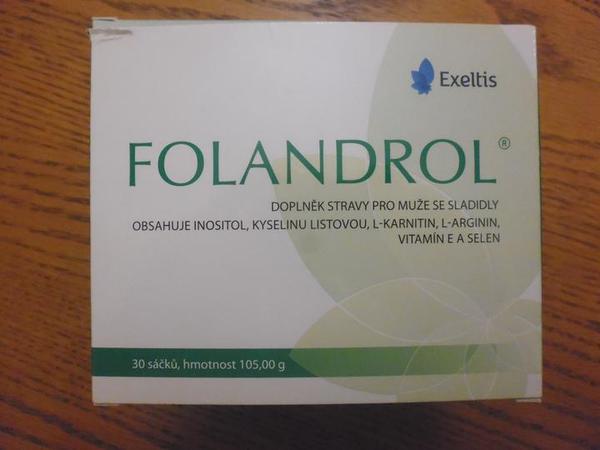 Exeltis
FOLANDROL®
DOPLNĚK STRAVY PRO MUŽE SE SLADIDLY
OBSAHUJE INOSITOL, KYSELINU LISTOVOU, L-KARNITIN, L-ARGININ,
VITAMÍN E A SELEN
30 sáčků, hmotnost 105,00 g